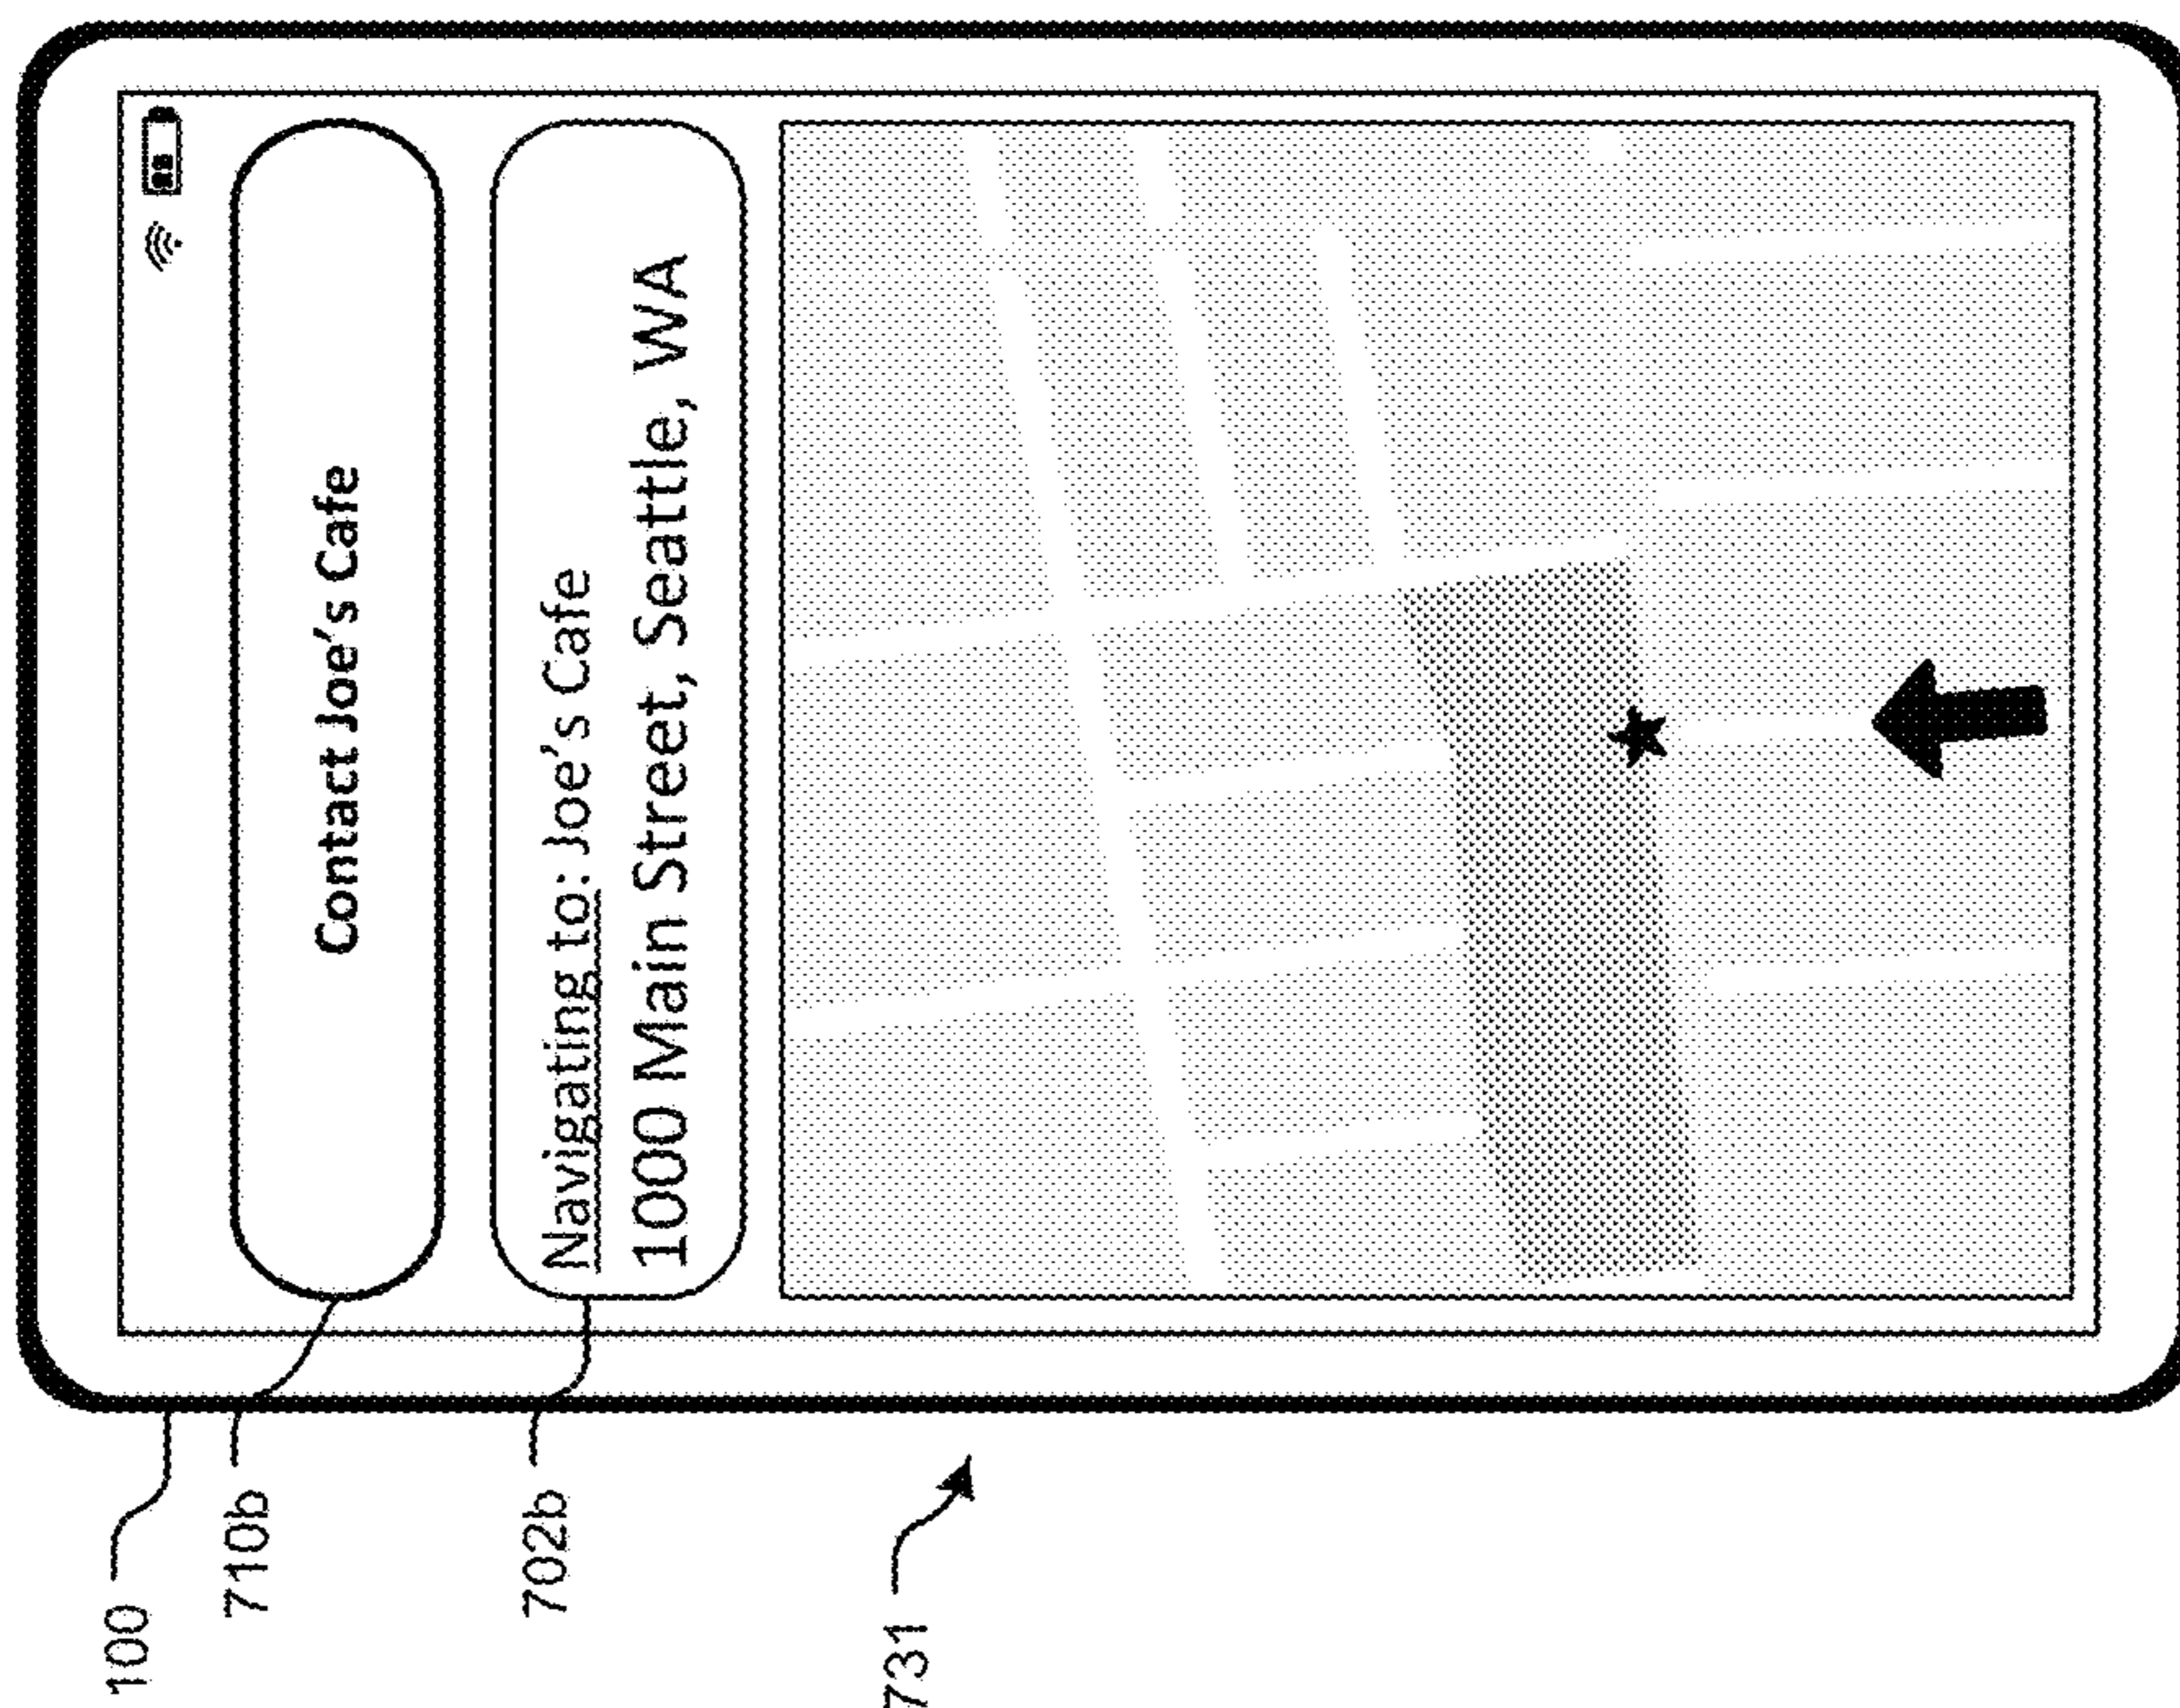 100
710b
702b
731
Contact Joe's Cafe
Navigating to: Joe's Cafe
1000 Main Street, Seattle, WA